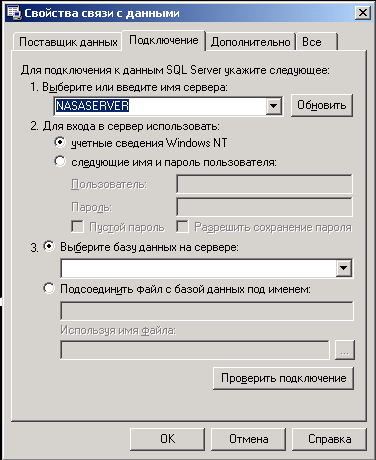 Свойства связи с данными
Поставщик данных Подключение Дополнительно Все
Для подключения к данным SQL Server укажите следующее:
1. Выберите или введите имя сервера:
NASASERVER Обновить
2. Для входа в сервер использовать:
учетные сведения Windows NT
следующие имя и пароль пользователя:
Пользователь:
Пароль:
Пустой пароль Разрешить сохранение пароля
3. Выберите базу данных на сервере:
Подсоединить файл с базой данных под именем:
Используя имя файла:
...
Проверить подключение
OK Отмена Справка